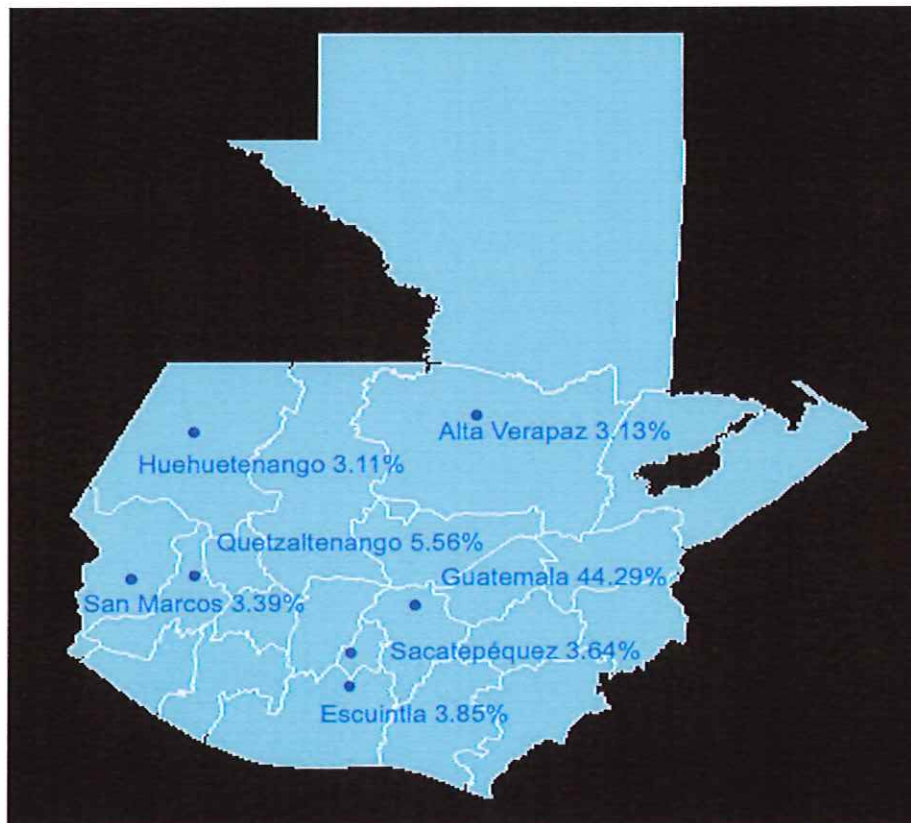 Alta Verapaz 3.13%
Huehuetenango 3.11%
Quetzaltenango 5.56%
Guatemala 44.29%
San Marcos 3.39%
Sacatepéquez 3.64%
Escuintla 3.85%